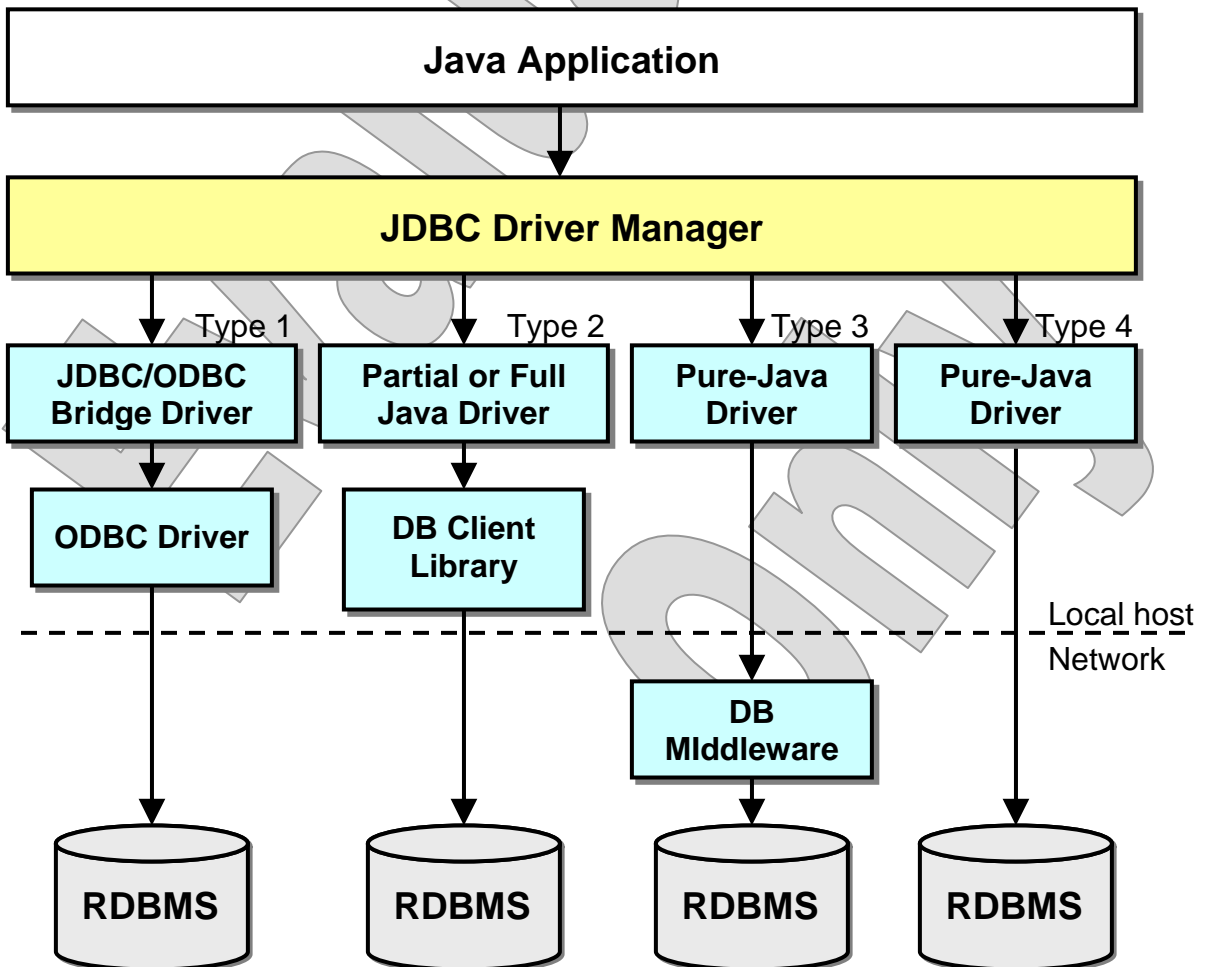 Java Application
JDBC Driver Manager
Type 1
Type 2
Type 3
Type 4
JDBC/ODBC
Bridge Driver
Partial or Full
Java Driver
Pure-Java
Driver
Pure-Java
Driver
ODBC Driver
DB Client
Library
Local host
Network
DB
MIddleware
RDBMS
RDBMS
RDBMS
RDBMS